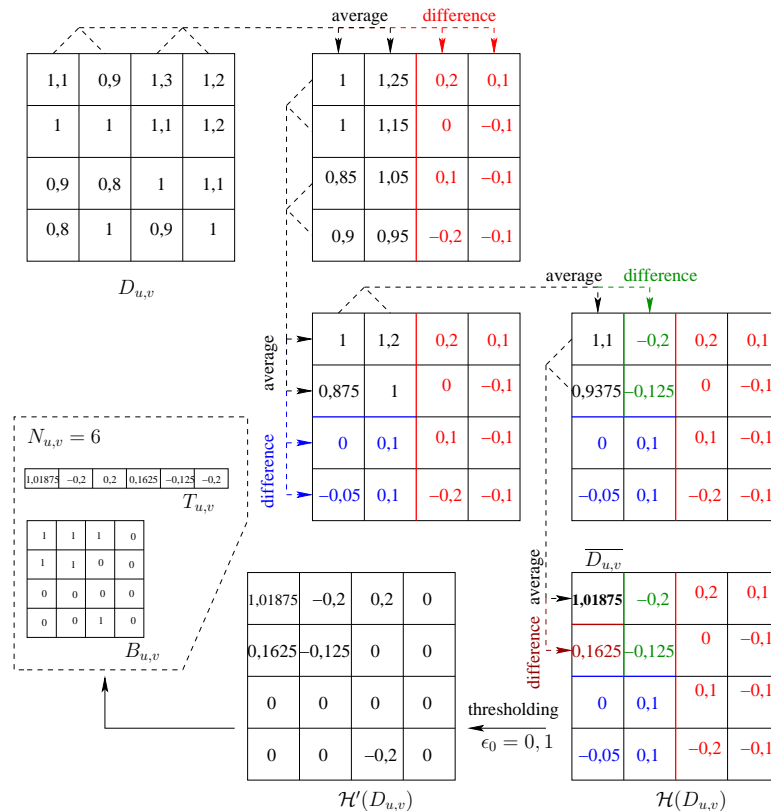 average difference
1,1 0,9 1,3 1,2
1 1 1,1 1,2
0,9 0,8 1 1,1
0,8 1 0,9 1
D_{u,v}
1 1,25 0,2 0,1
1 1,15 0 −0,1
0,85 1,05 0,1 −0,1
0,9 0,95 −0,2 −0,1
average
difference
1 1,2 0,2 0,1
0,875 1 0 −0,1
0 0,1 0,1 −0,1
−0,05 0,1 −0,2 −0,1
average difference
1,1 −0,2 0,2 0,1
0,9375 −0,125 0 −0,1
0 0,1 0,1 −0,1
−0,05 0,1 −0,2 −0,1
average
difference
\overline{D_{u,v}}
1,01875 −0,2 0,2 0,1
0,1625 −0,125 0 −0,1
0 0,1 0,1 −0,1
−0,05 0,1 −0,2 −0,1
H(D_{u,v})
thresholding
ϵ_0 = 0,1
1,01875 −0,2 0,2 0
0,1625 −0,125 0 0
0 0 0 0
0 0 −0,2 0
H′(D_{u,v})
N_{u,v} = 6
1,01875 −0,2 0,2 0,1625 −0,125 −0,2
T_{u,v}
1 1 1 0
1 1 0 0
0 0 0 0
0 0 1 0
B_{u,v}